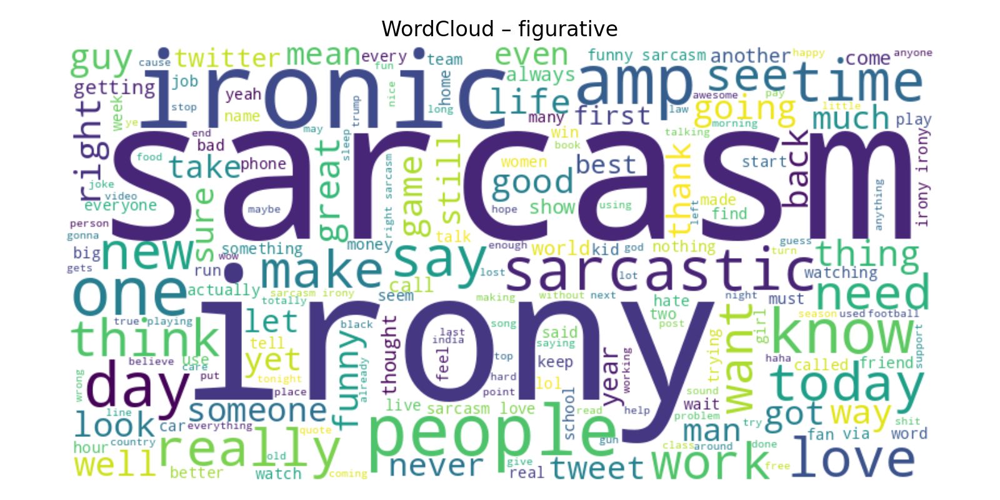 WordCloud – figurative
guy
cause
twitter
mean
every
fun
team
even
funny sarcasm
another
happy
come
anyone
getting
ironic
job
yeah
stop
name
home
nice
long
trump
always
life
many
first
amp
see
time
awesome
pay
law
going
morning
little
much
play
right
week
ye
end
bad
may
sleep
sarcasm
win
book
talking
food
take
phone
great
right sarcasm
game
still
women
good
best
thank
start
back
irony irony
joke
video
everyone
sure
maybe
hope
show
using
made
find
left
anything
person
gonna
big
gets
new
wow
something
money
talk
enough
world
kid
god
nothing
guess
turn
thing
run
make
say
lost
sarcastic
lot
watching
one
actually
sarcasm irony
totally
call
seem
making
without
next
hate
two
post
night
must
need
true
playing
let
black
thought
last
india
feel
song
said
saying
season
used
football
think
tell
yet
funny
already
irony
top
keep
year
working
trying
want
girl
know
support
believe
use
care
put
tonight
place
hard
point
lol
haha
called
friend
wrong
day
someone
live
sarcasm love
school
read
help
sound
wait
problem
today
look
line
car
everything
country
quote
people
gun
man
try
got
way
shit
fan
via
word
hour
well
really
better
old
watch
coming
never
give
real
tweet
class
around
done
work
free
love